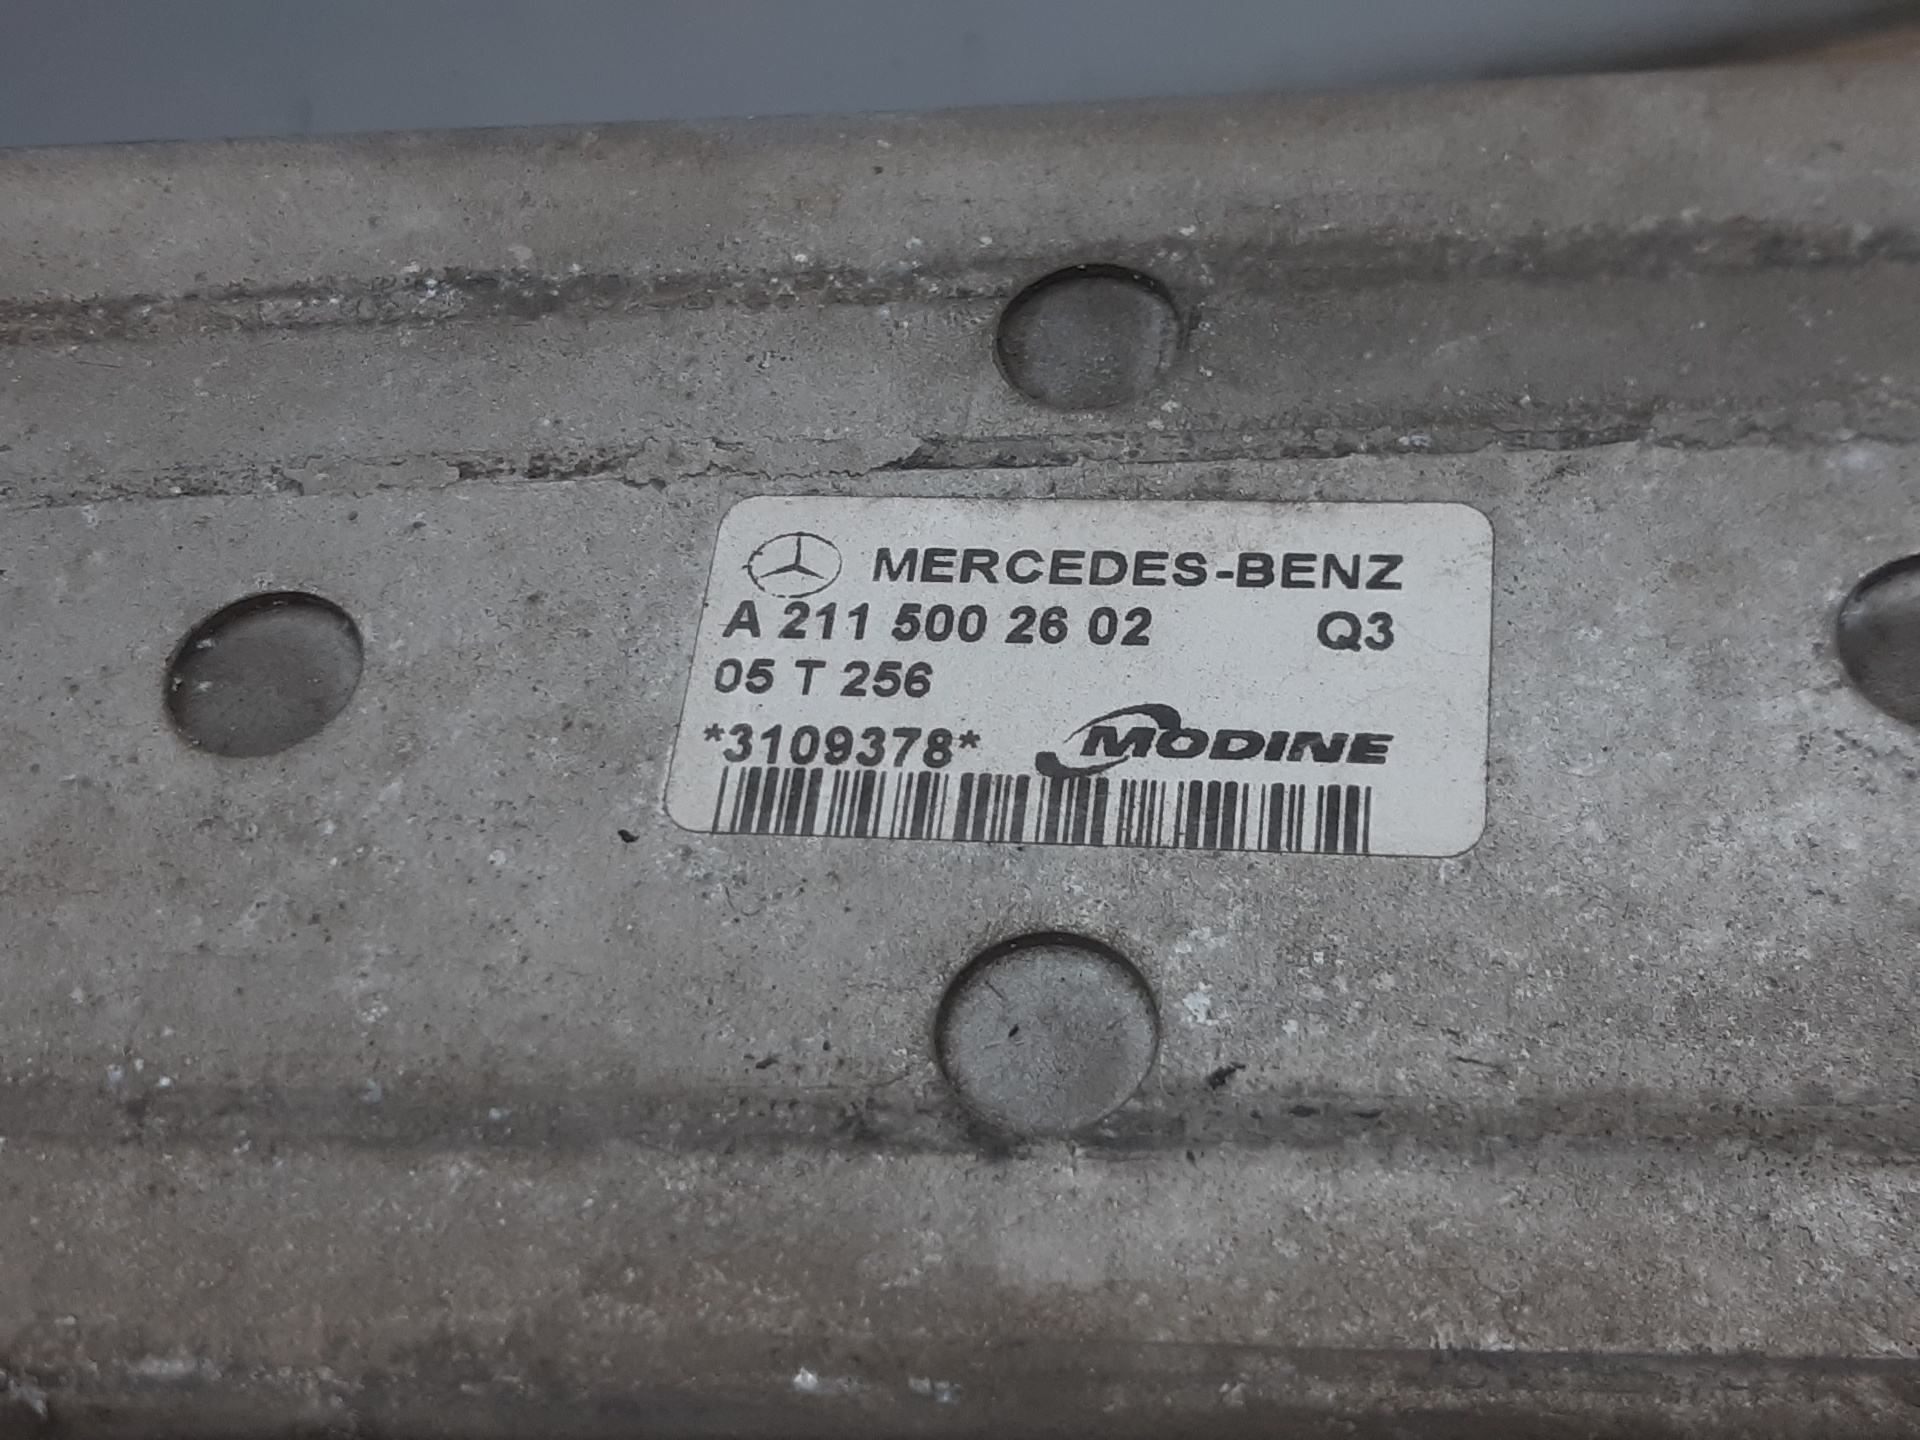 MERCEDES-BENZ
A 211 500 26 02 Q3
05 T 256
*3109378* MODINE